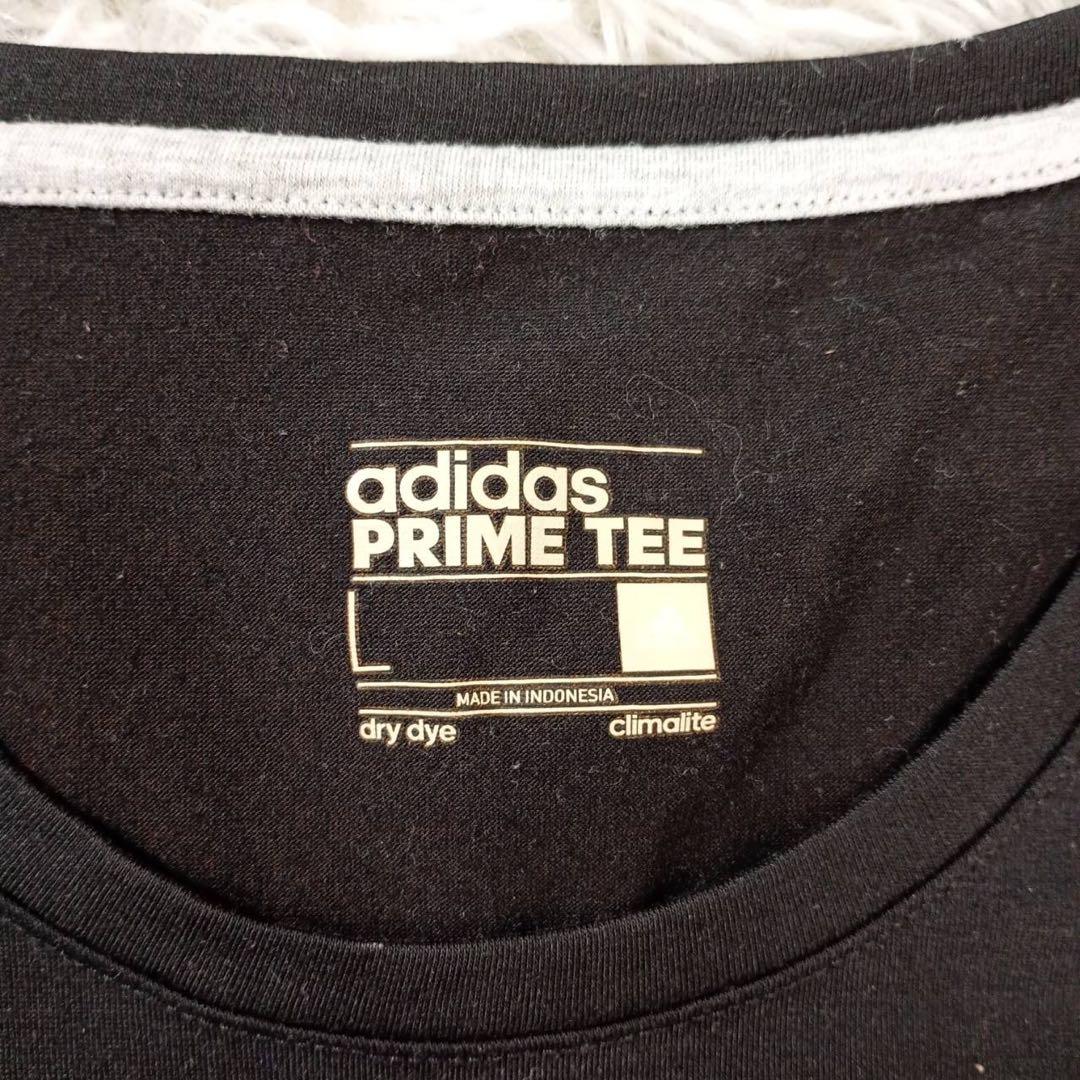 adidas
PRIME TEE
L
MADE IN INDONESIA
dry dye climalite